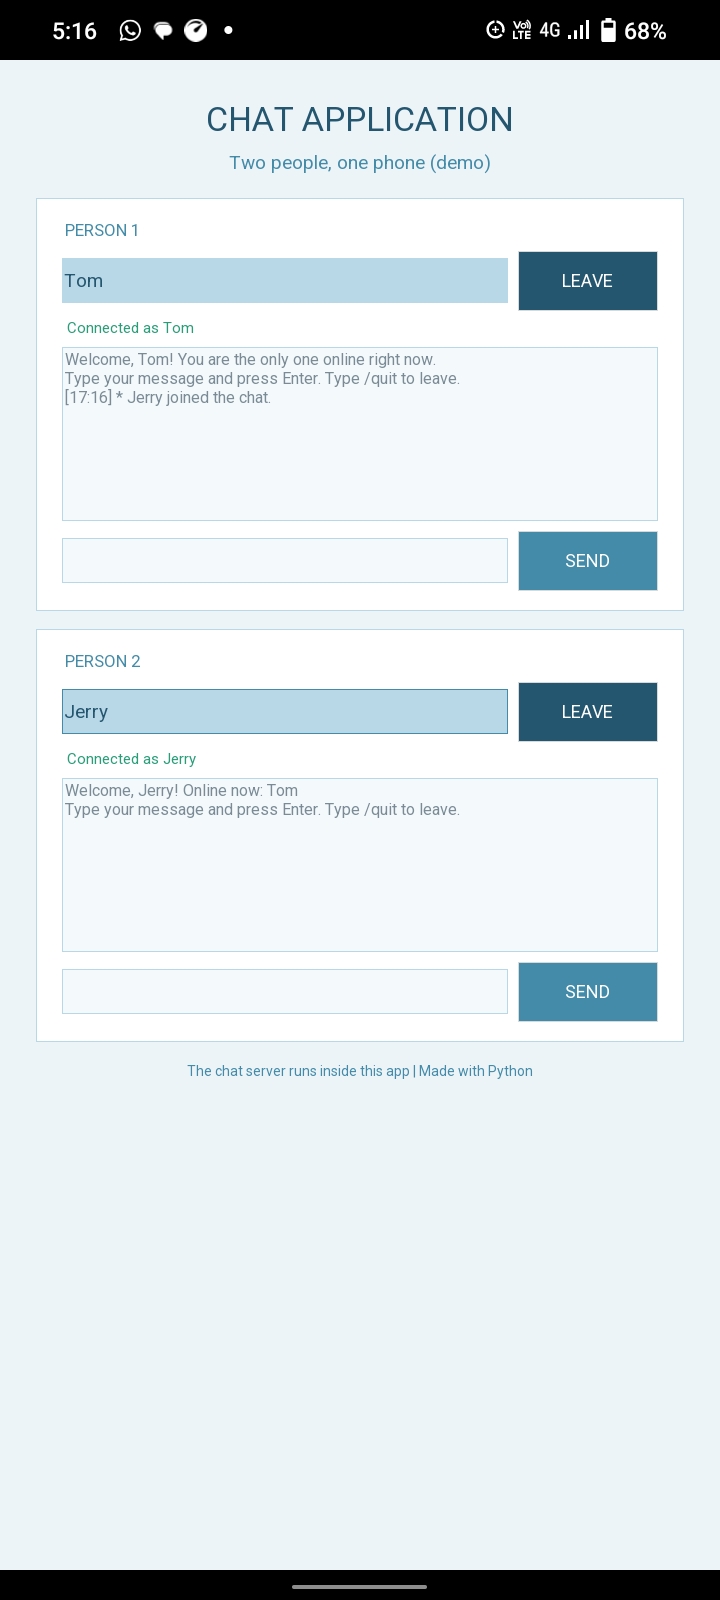 5:16
Vo)) LTE 4G 68%
CHAT APPLICATION
Two people, one phone (demo)
PERSON 1
Tom LEAVE
Connected as Tom
Welcome, Tom! You are the only one online right now.
Type your message and press Enter. Type /quit to leave.
[17:16] * Jerry joined the chat.
SEND
PERSON 2
Jerry LEAVE
Connected as Jerry
Welcome, Jerry! Online now: Tom
Type your message and press Enter. Type /quit to leave.
SEND
The chat server runs inside this app | Made with Python